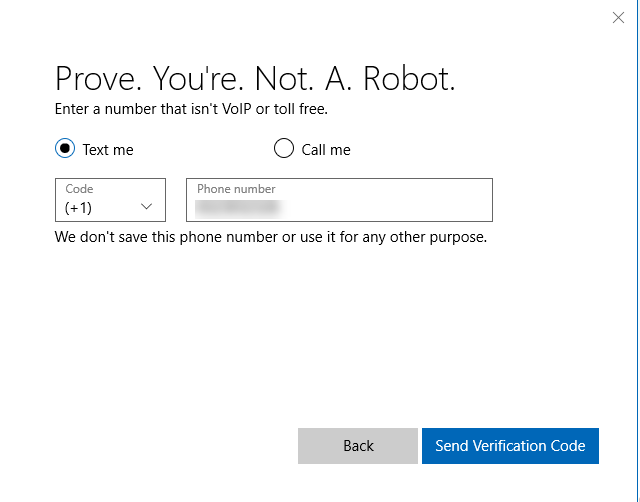 Prove. You're. Not. A. Robot.
Enter a number that isn't VoIP or toll free.
Text me
Call me
Code
(+1)
Phone number
We don't save this phone number or use it for any other purpose.
Back
Send Verification Code